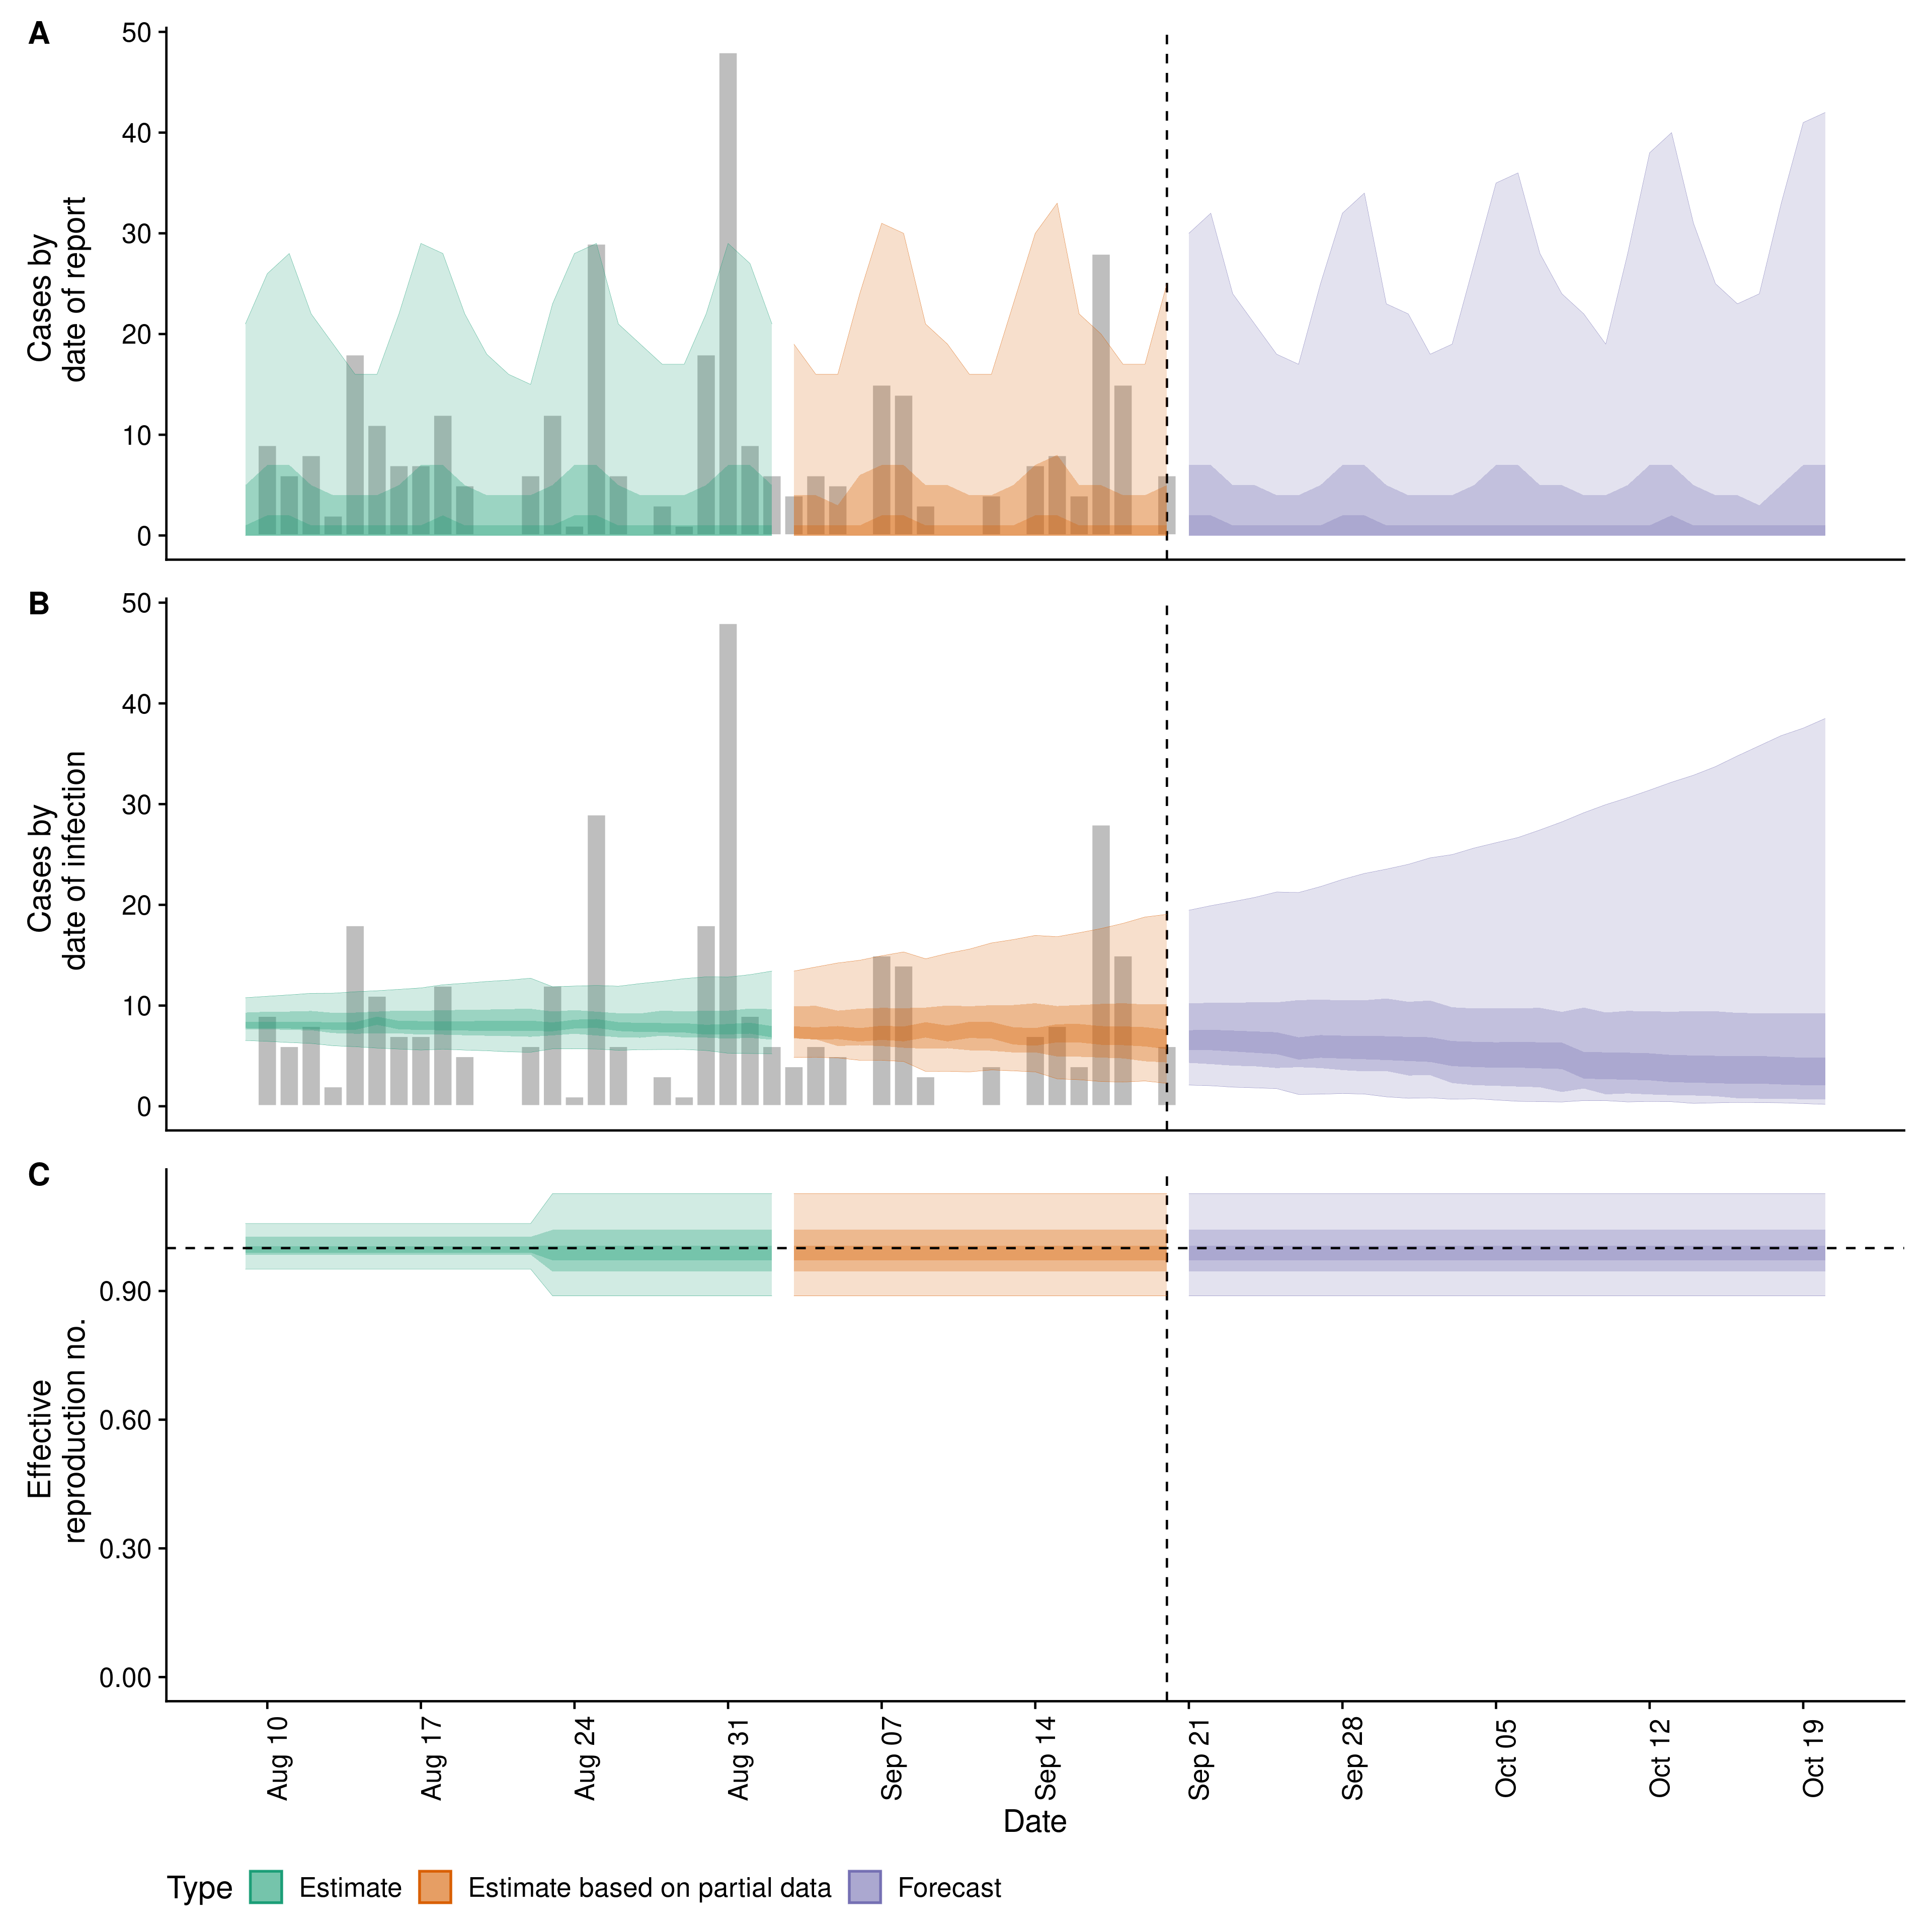 A
50
40
30
20
10
0
Cases by
date of report
B
50
40
30
20
10
0
Cases by
date of infection
C
0.90
0.60
0.30
0.00
Effective
reproduction no.
Aug 10
Aug 17
Aug 24
Aug 31
Sep 07
Sep 14
Sep 21
Sep 28
Oct 05
Oct 12
Oct 19
Date
Type Estimate Estimate based on partial data Forecast